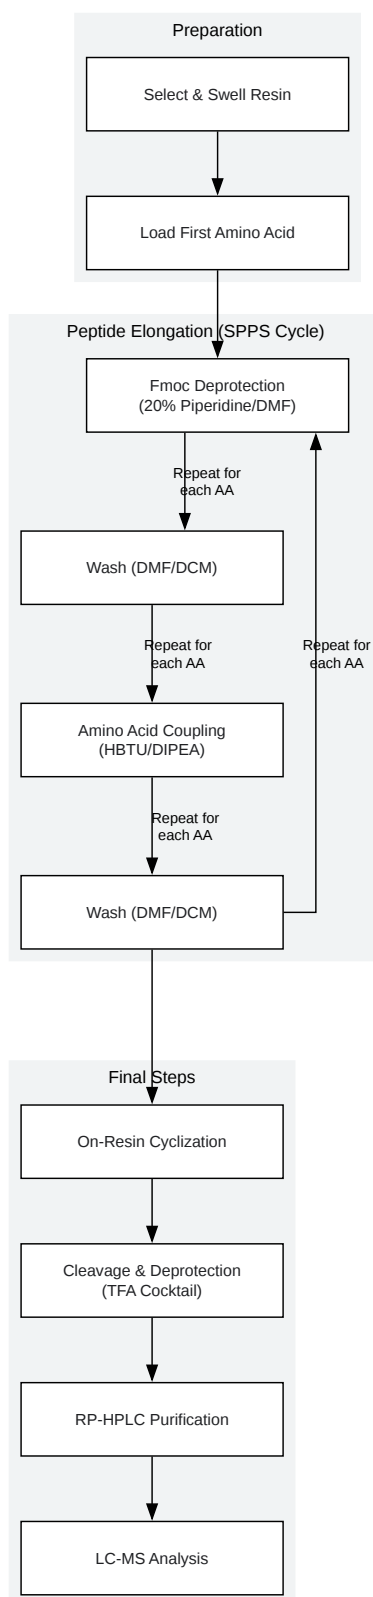 Preparation
Select & Swell Resin
Load First Amino Acid
Peptide Elongation (SPPS Cycle)
Fmoc Deprotection
(20% Piperidine/DMF)
Repeat for
each AA
Wash (DMF/DCM)
Repeat for
each AA
Repeat for
each AA
Amino Acid Coupling
(HBTU/DIPEA)
Repeat for
each AA
Wash (DMF/DCM)
Final Steps
On-Resin Cyclization
Cleavage & Deprotection
(TFA Cocktail)
RP-HPLC Purification
LC-MS Analysis